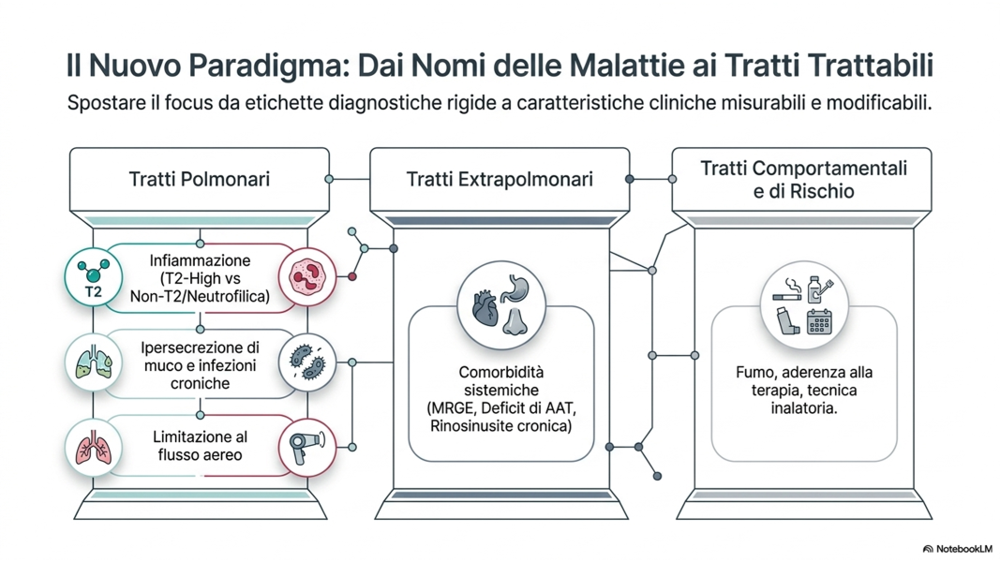 Il Nuovo Paradigma: Dai Nomi delle Malattie ai Tratti Trattabili
Spostare il focus da etichette diagnostiche rigide a caratteristiche cliniche misurabili e modificabili.
Tratti Polmonari
T2
Infiammazione
(T2-High vs
Non-T2/Neutrofilica)
Ipersecrezione di
muco e infezioni
croniche
Limitazione al
flusso aereo
Tratti Extrapolmonari
Comorbidità
sistemiche
(MRGE, Deficit di AAT,
Rinosinusite cronica)
Tratti Comportamentali
e di Rischio
Fumo, aderenza alla
terapia, tecnica
inalatoria.
NotebookLM